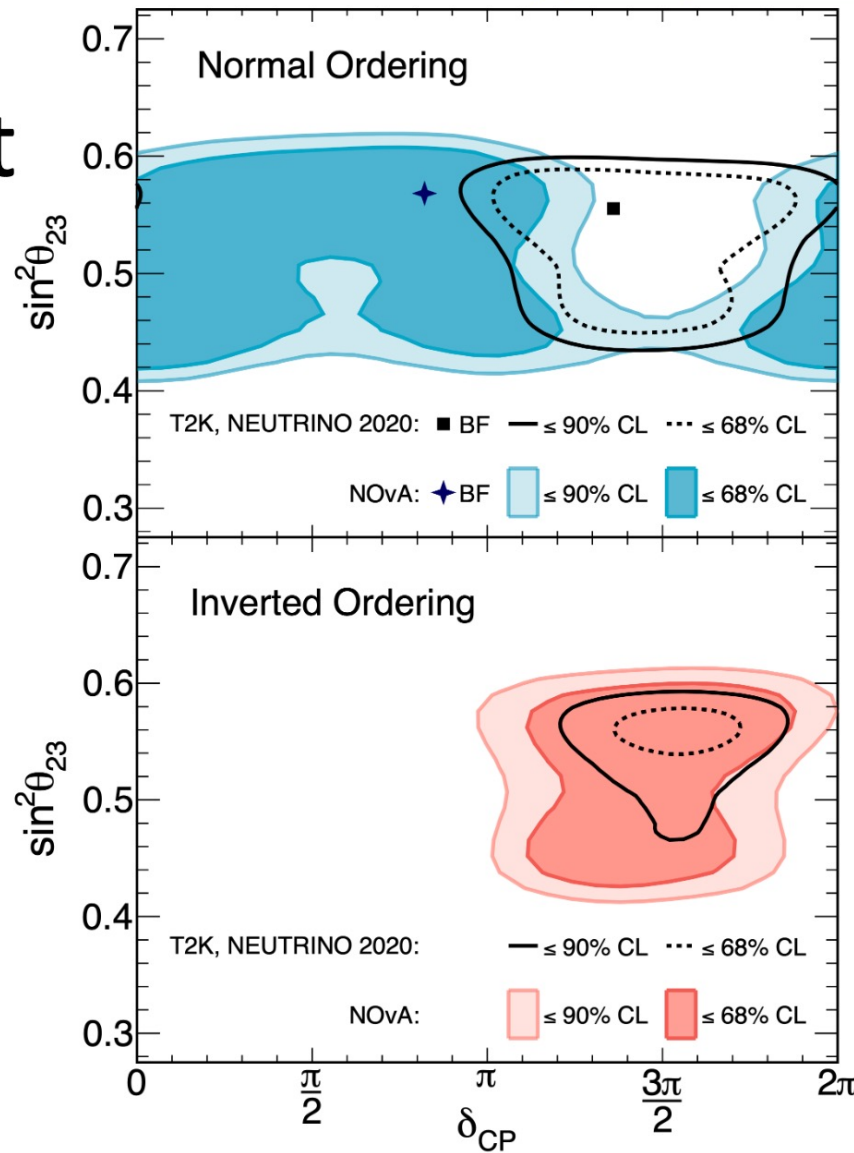 t
0.7
Normal Ordering
0.6
0.5
sin²θ₂₃
0.4
T2K, NEUTRINO 2020: BF ≤ 90% CL ≤ 68% CL
NOvA: BF ≤ 90% CL ≤ 68% CL
0.3
0.7
Inverted Ordering
0.6
0.5
sin²θ₂₃
0.4
T2K, NEUTRINO 2020: ≤ 90% CL ≤ 68% CL
NOvA: ≤ 90% CL ≤ 68% CL
0.3
0 π/2 π 3π/2 2π
δCP